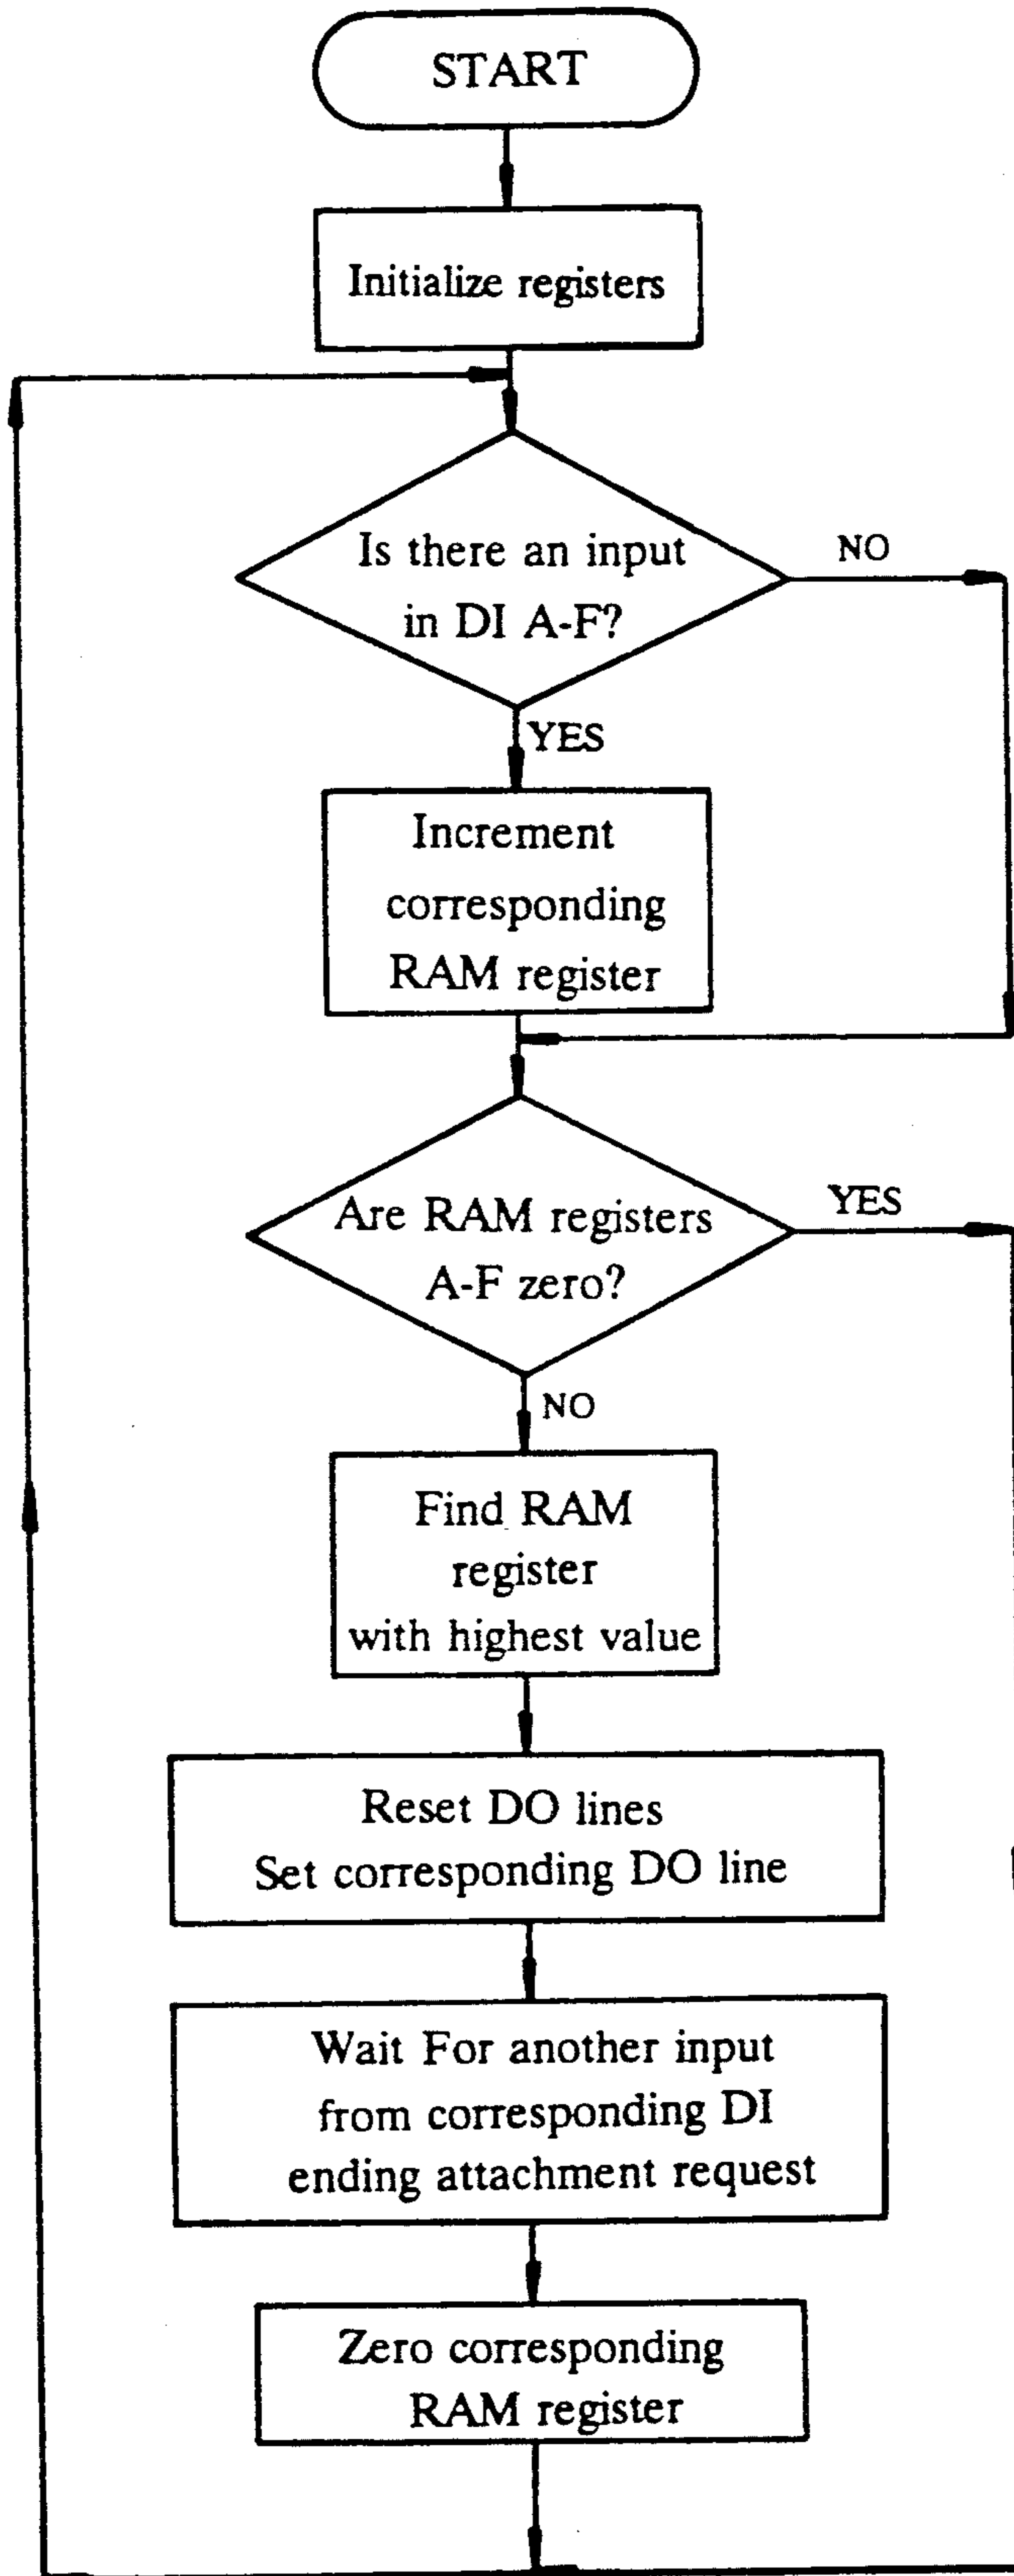 START
Initialize registers
Is there an input
in DI A-F?
NO
YES
Increment
corresponding
RAM register
Are RAM registers
A-F zero?
YES
NO
Find RAM
register
with highest value
Reset DO lines
Set corresponding DO line
Wait For another input
from corresponding DI
ending attachment request
Zero corresponding
RAM register